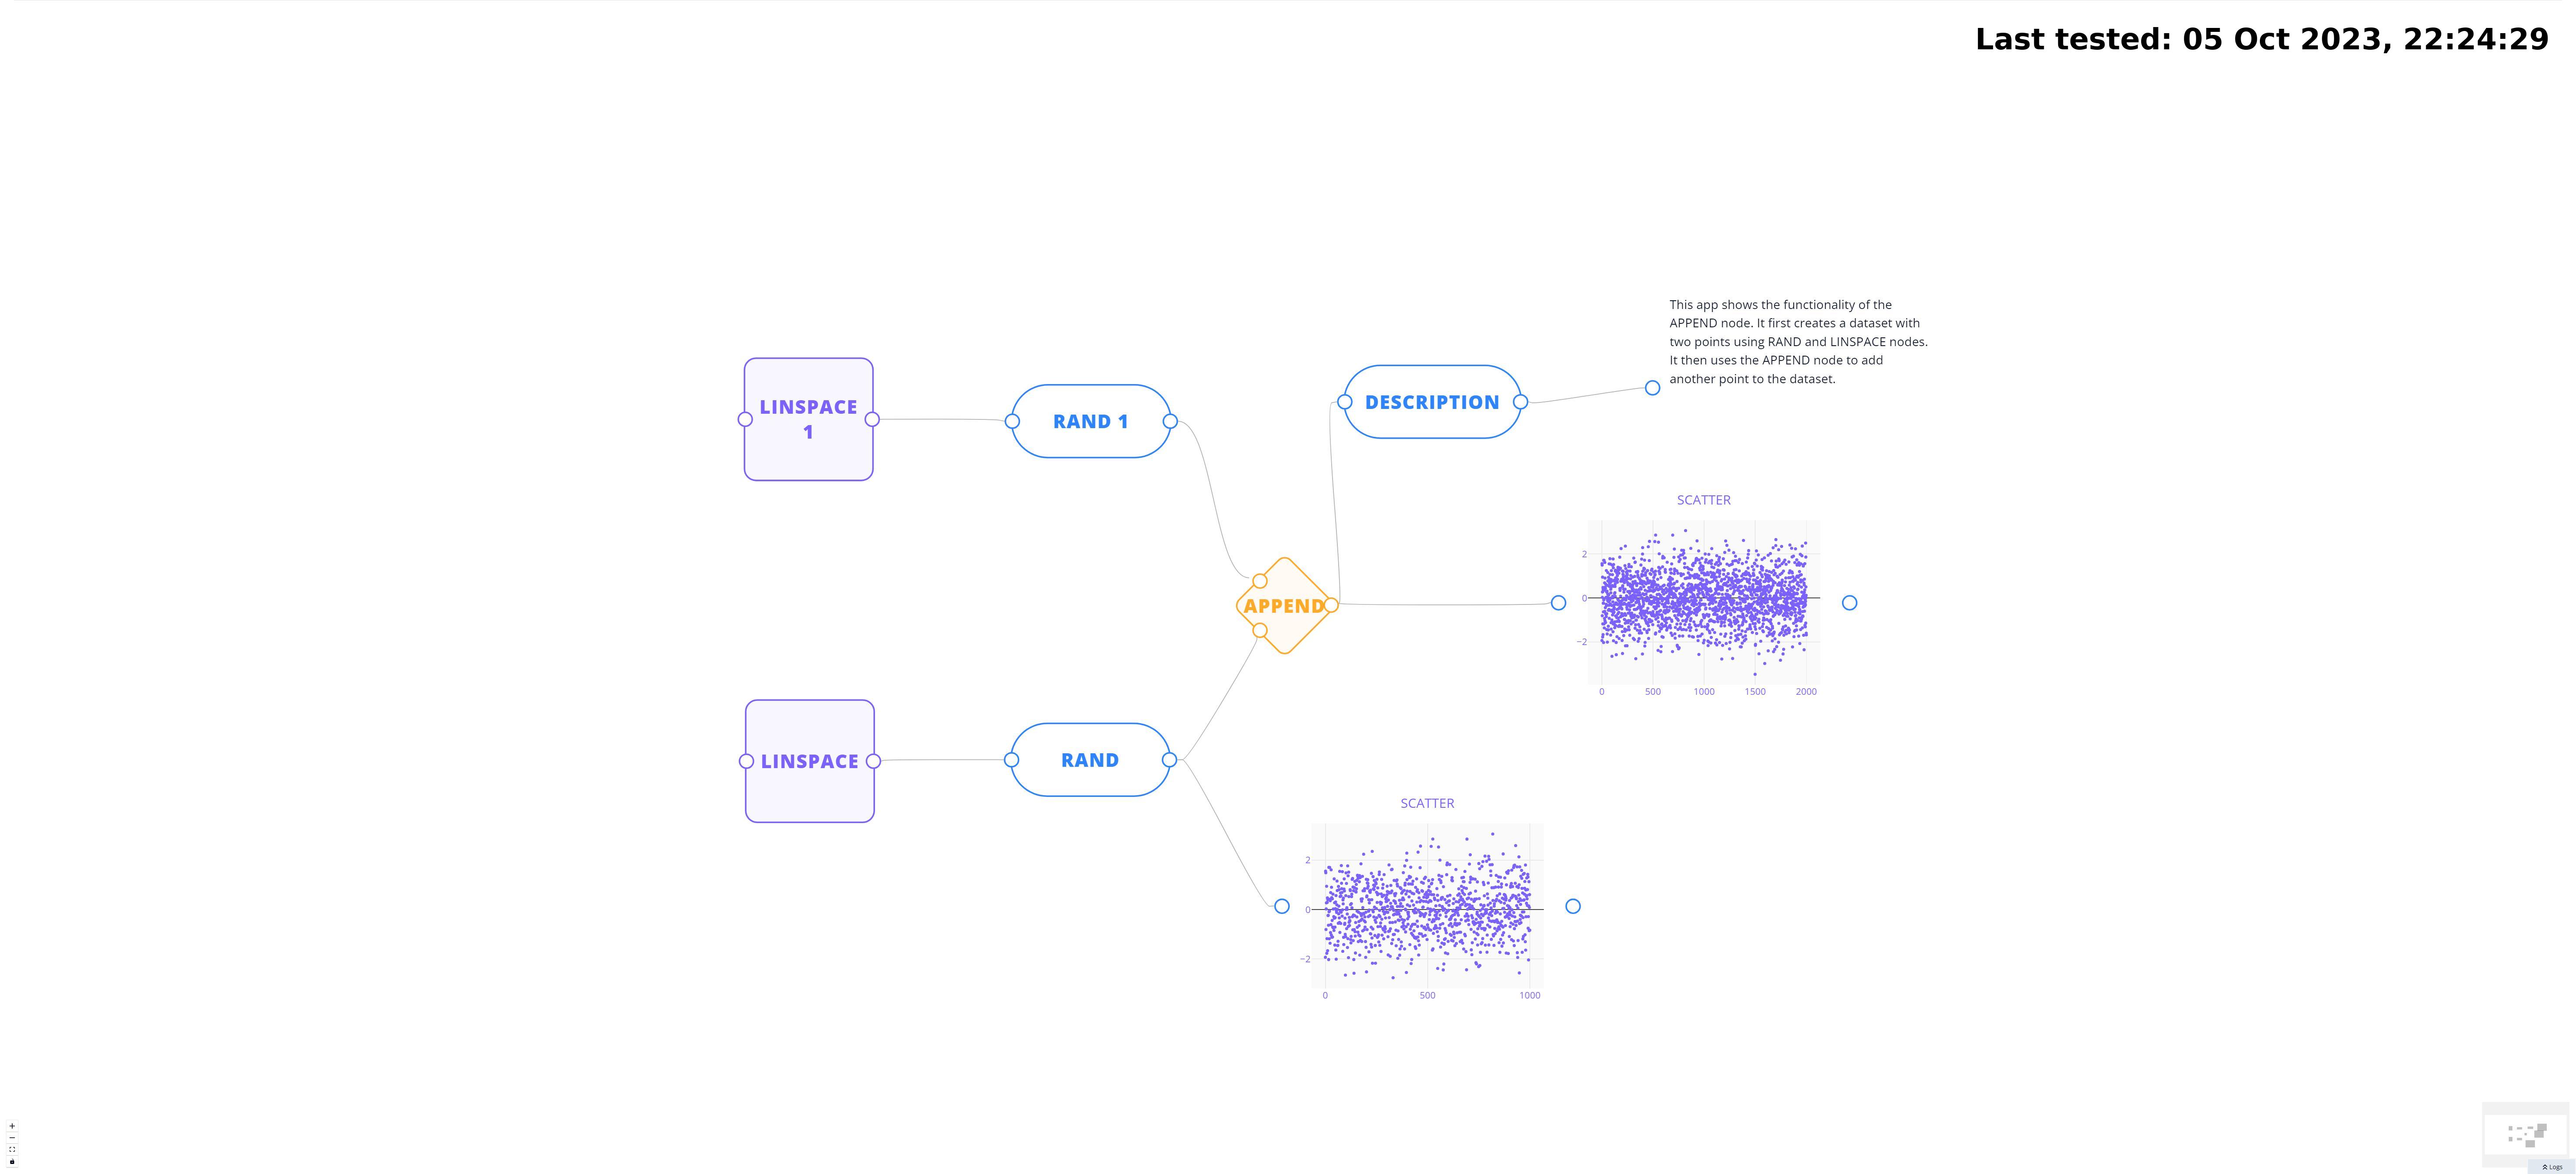 Last tested: 05 Oct 2023, 22:24:29
This app shows the functionality of the
APPEND node. It first creates a dataset with
two points using RAND and LINSPACE nodes.
It then uses the APPEND node to add
another point to the dataset.
LINSPACE
1
RAND 1
DESCRIPTION
SCATTER
2
0
−2
0 500 1000 1500 2000
APPEND
LINSPACE
RAND
SCATTER
2
0
−2
0 500 1000
Logs